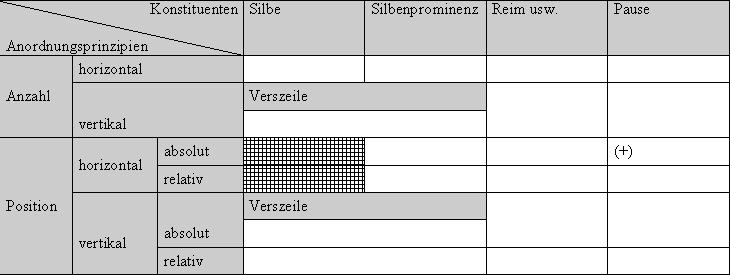 Konstituenten Silbe Silbenprominenz Reim usw. Pause
Anordnungsprinzipien
horizontal
Anzahl Verszeile
vertikal
absolut (+)
horizontal
relativ
Position Verszeile
absolut
vertikal
relativ